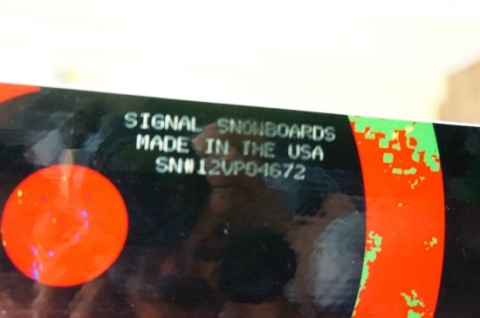 SIGNAL SNOWBOARDS
MADE IN THE USA
SN#12VP04672